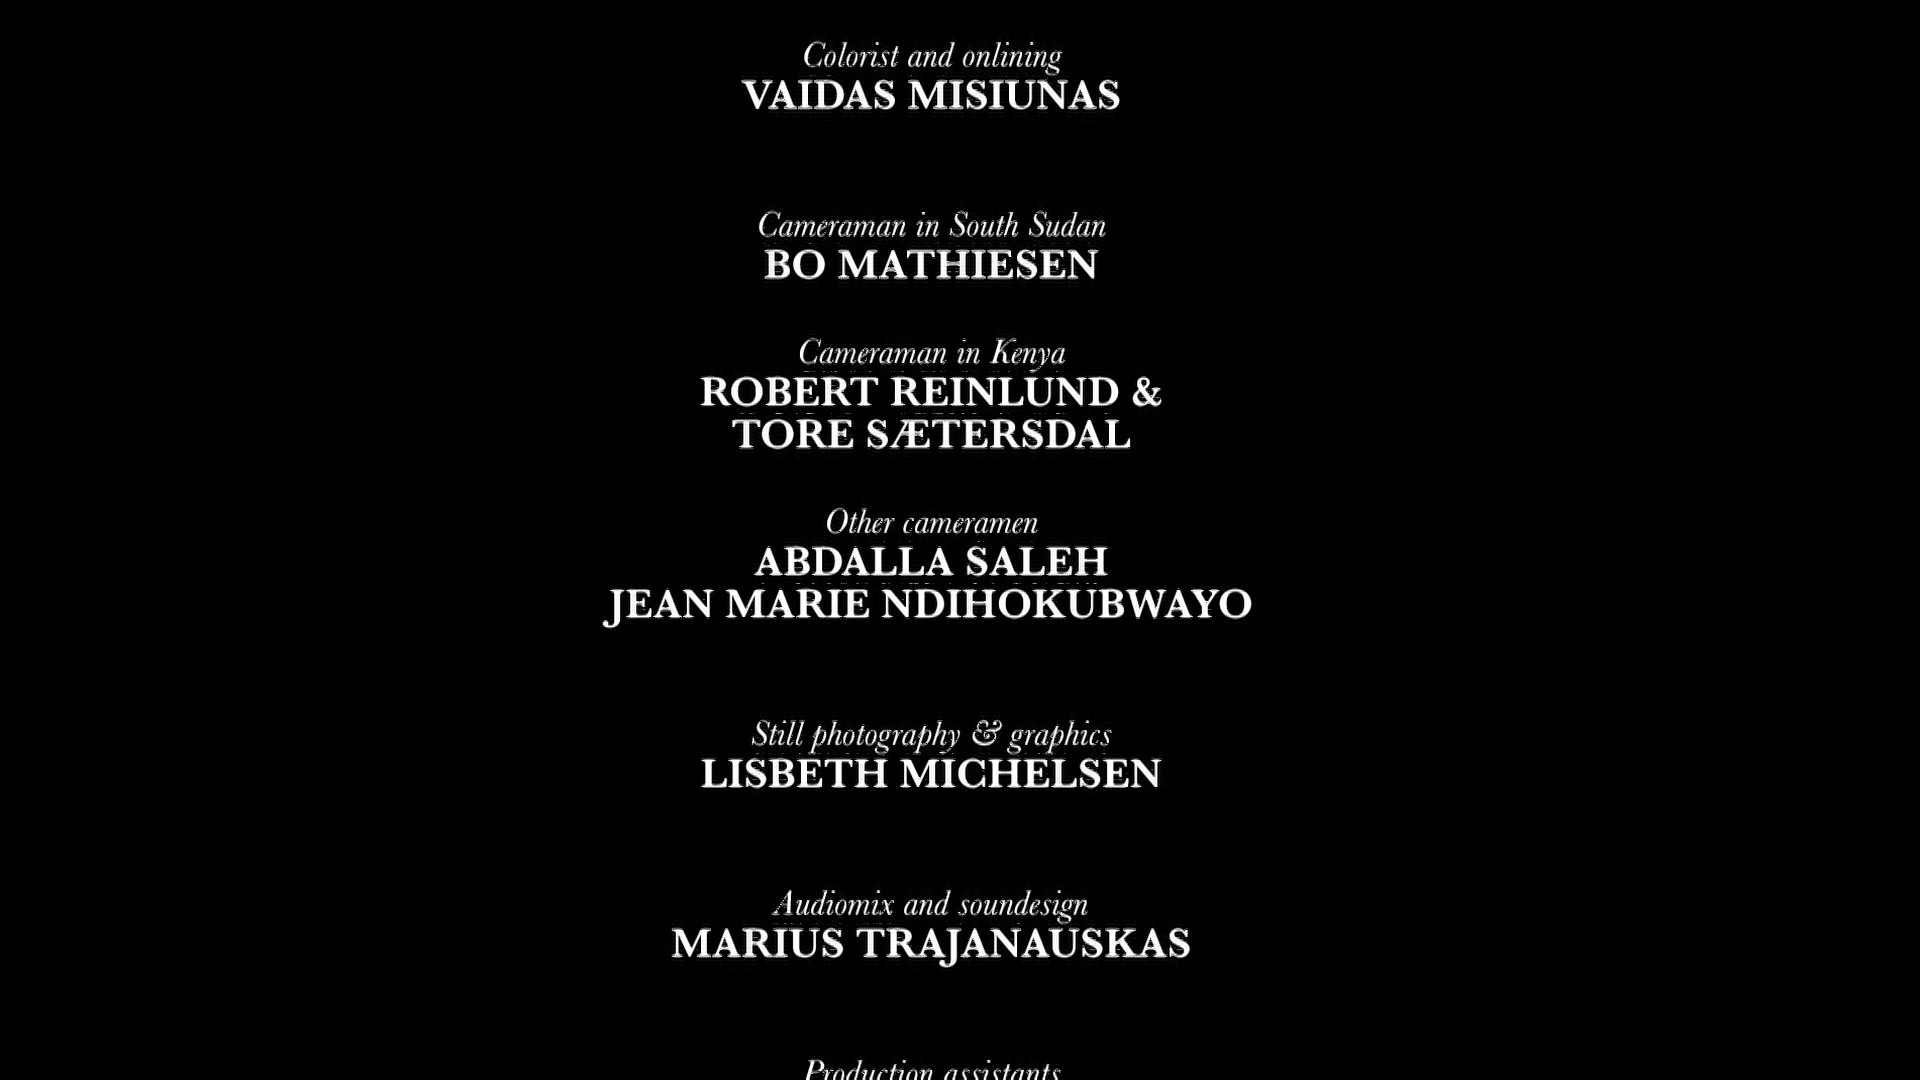 Colorist and onlining
VAIDAS MISIUNAS
Cameraman in South Sudan
BO MATHIESEN
Cameraman in Kenya
ROBERT REINLUND &
TORE SÆTERSDAL
Other cameramen
ABDALLA SALEH
JEAN MARIE NDIHOKUBWAYO
Still photography & graphics
LISBETH MICHELSEN
Audiomix and soundesign
MARIUS TRAJANAUSKAS
Production assistants